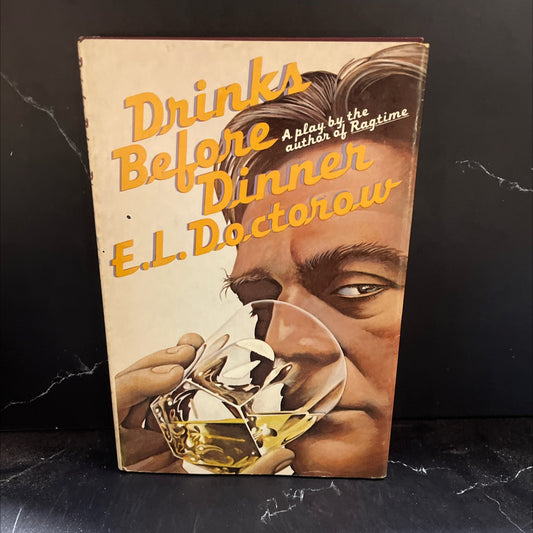 Drinks
Before
Dinner
A play by the
author of Ragtime
E.L. Doctorow